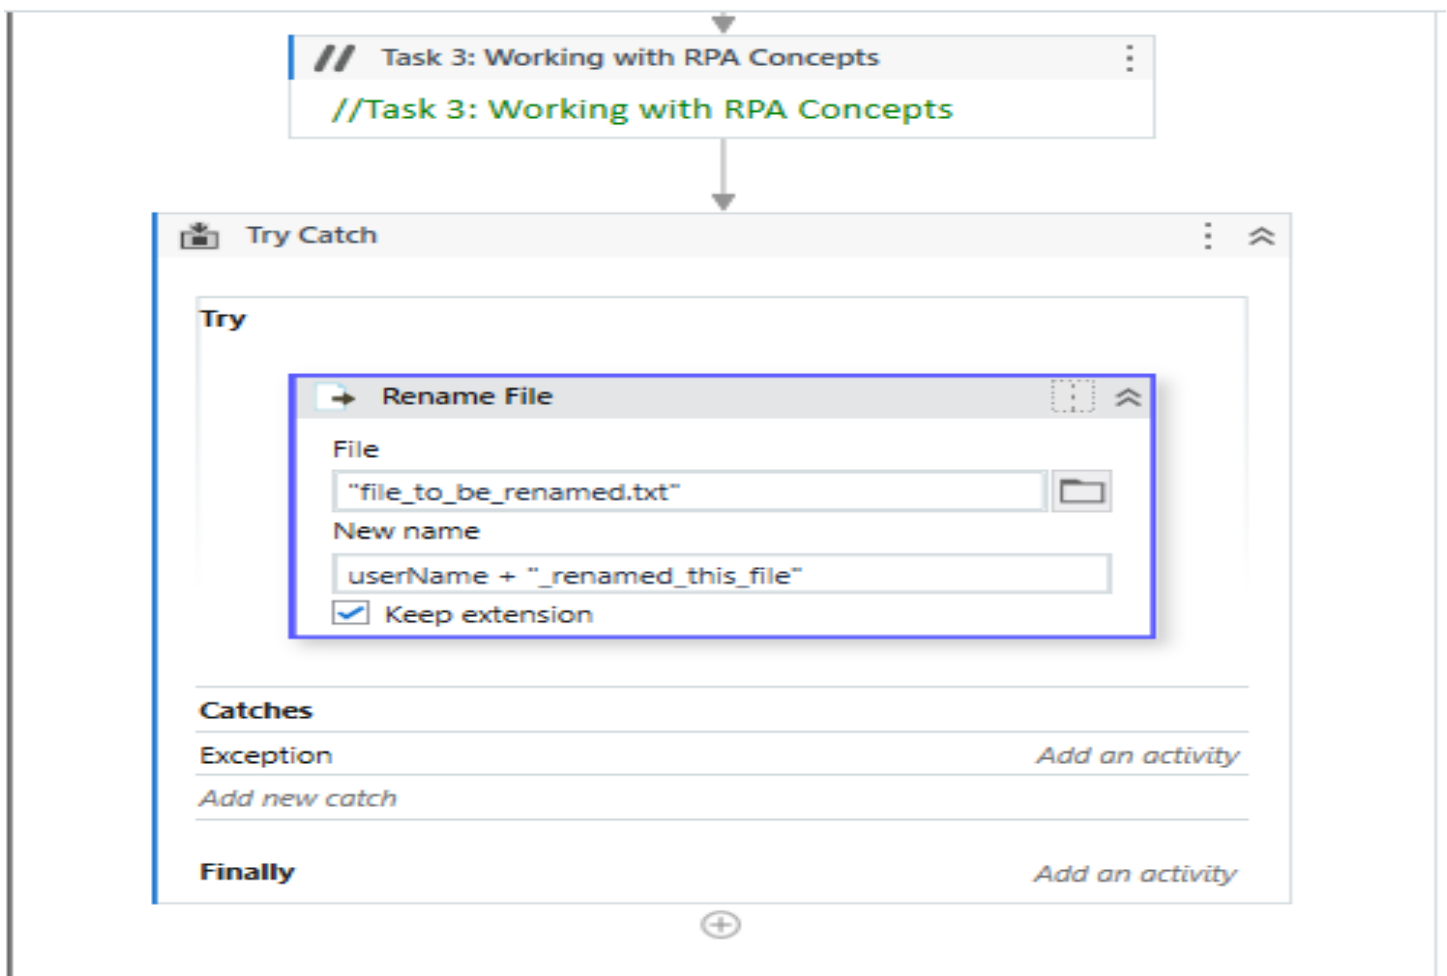 Task 3: Working with RPA Concepts
//Task 3: Working with RPA Concepts
Try Catch
Try
Rename File
File
"file_to_be_renamed.txt"
New name
userName + "_renamed_this_file"
Keep extension
Catches
Exception Add an activity
Add new catch
Finally Add an activity